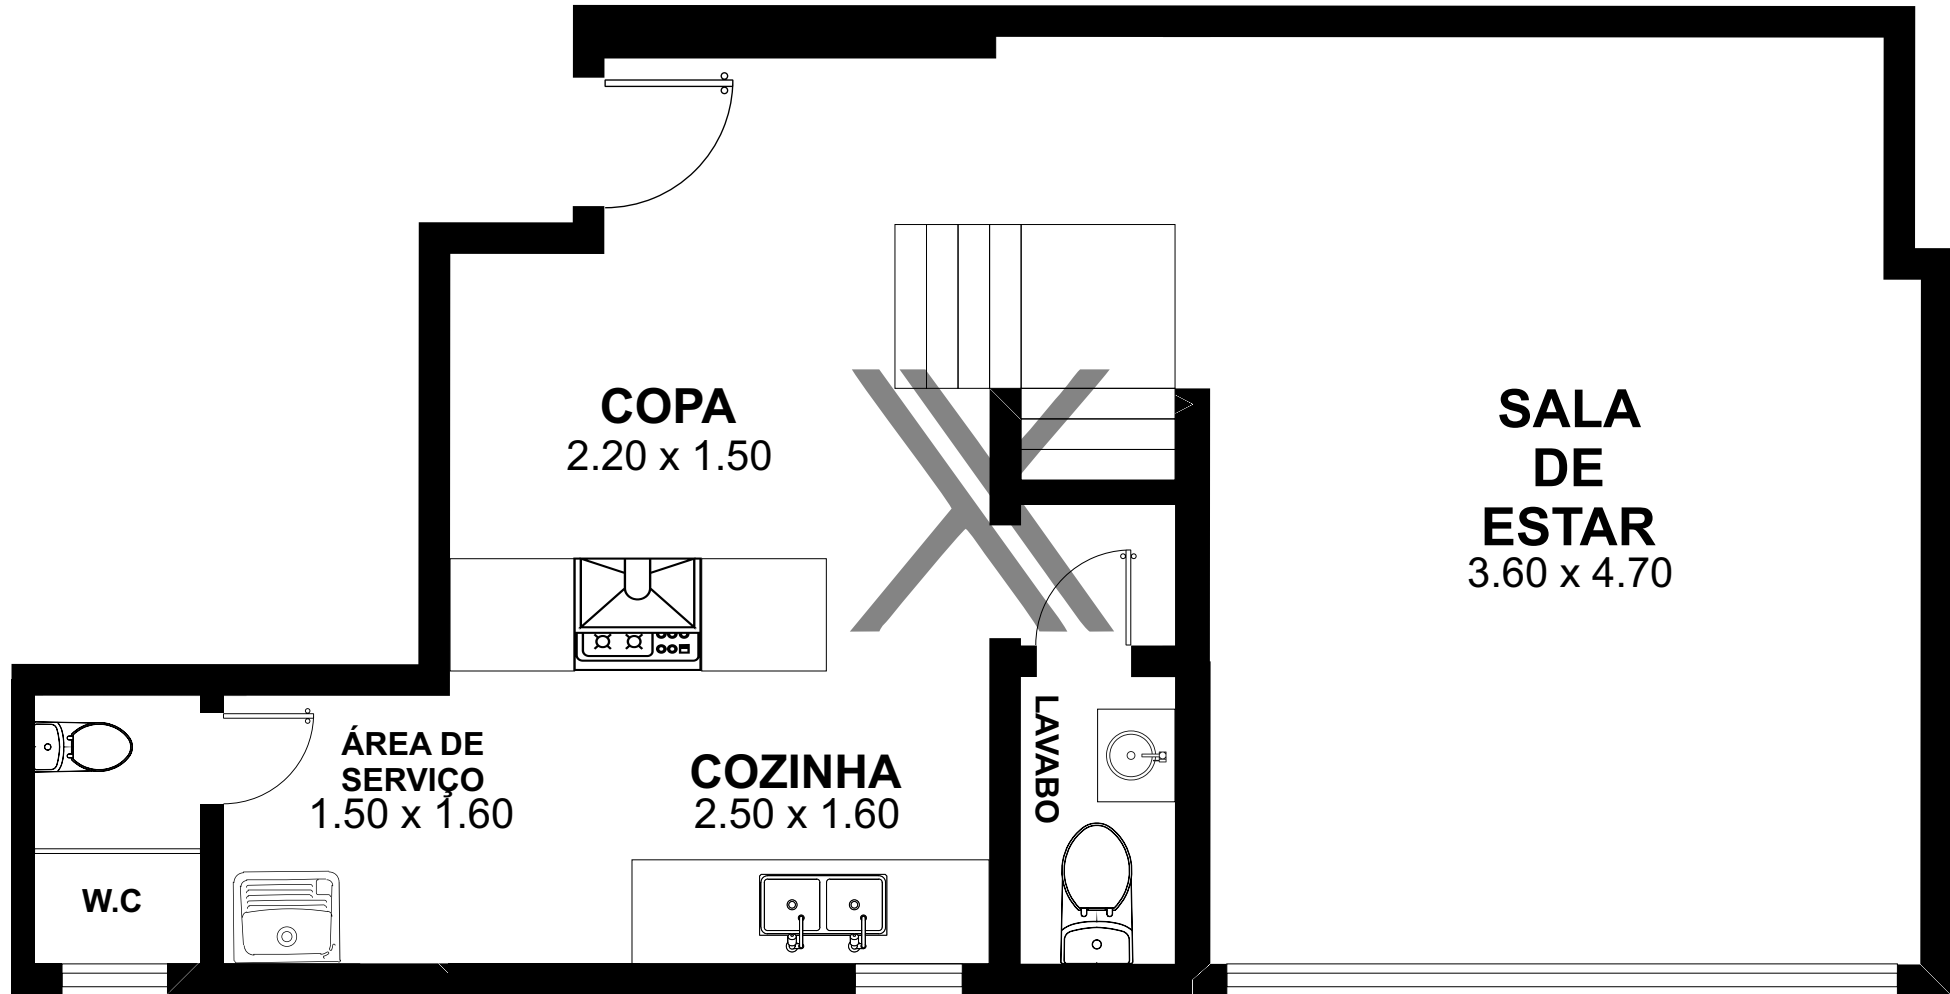 COPA
2.20 x 1.50
SALA
DE
ESTAR
3.60 x 4.70
ÁREA DE
SERVIÇO
1.50 x 1.60
COZINHA
2.50 x 1.60
LAVABO
W.C